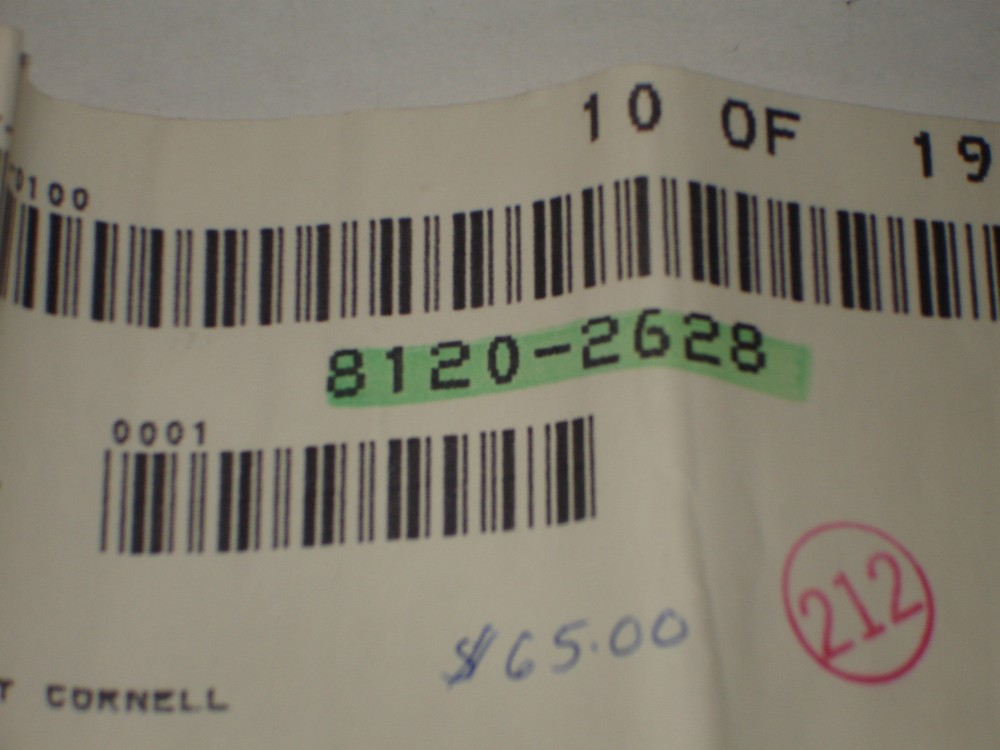 10 OF 19
0100
8120-2628
0001
212
$65.00
T CORNELL